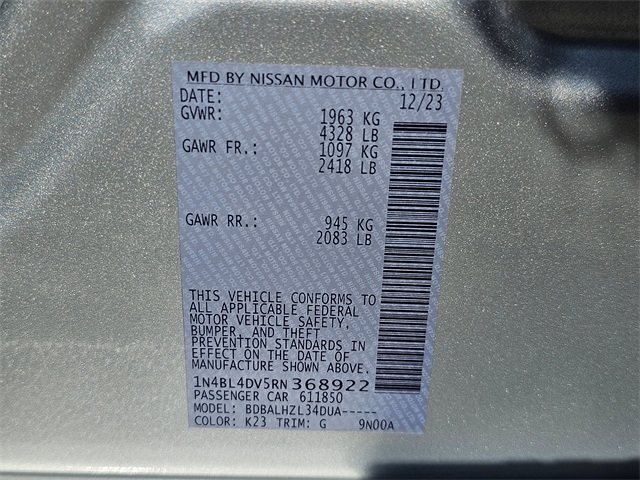 MFD BY NISSAN MOTOR CO., LTD.
DATE: 12/23
GVWR: 1963 KG
4328 LB
GAWR FR.: 1097 KG
2418 LB
GAWR RR.: 945 KG
2083 LB
THIS VEHICLE CONFORMS TO
ALL APPLICABLE FEDERAL
MOTOR VEHICLE SAFETY,
BUMPER, AND THEFT
PREVENTION STANDARDS IN
EFFECT ON THE DATE OF
MANUFACTURE SHOWN ABOVE.
1N4BL4DV5RN368922
PASSENGER CAR 611850
MODEL: BDBALHZL34DUA-----
COLOR: K23 TRIM: G 9N00A